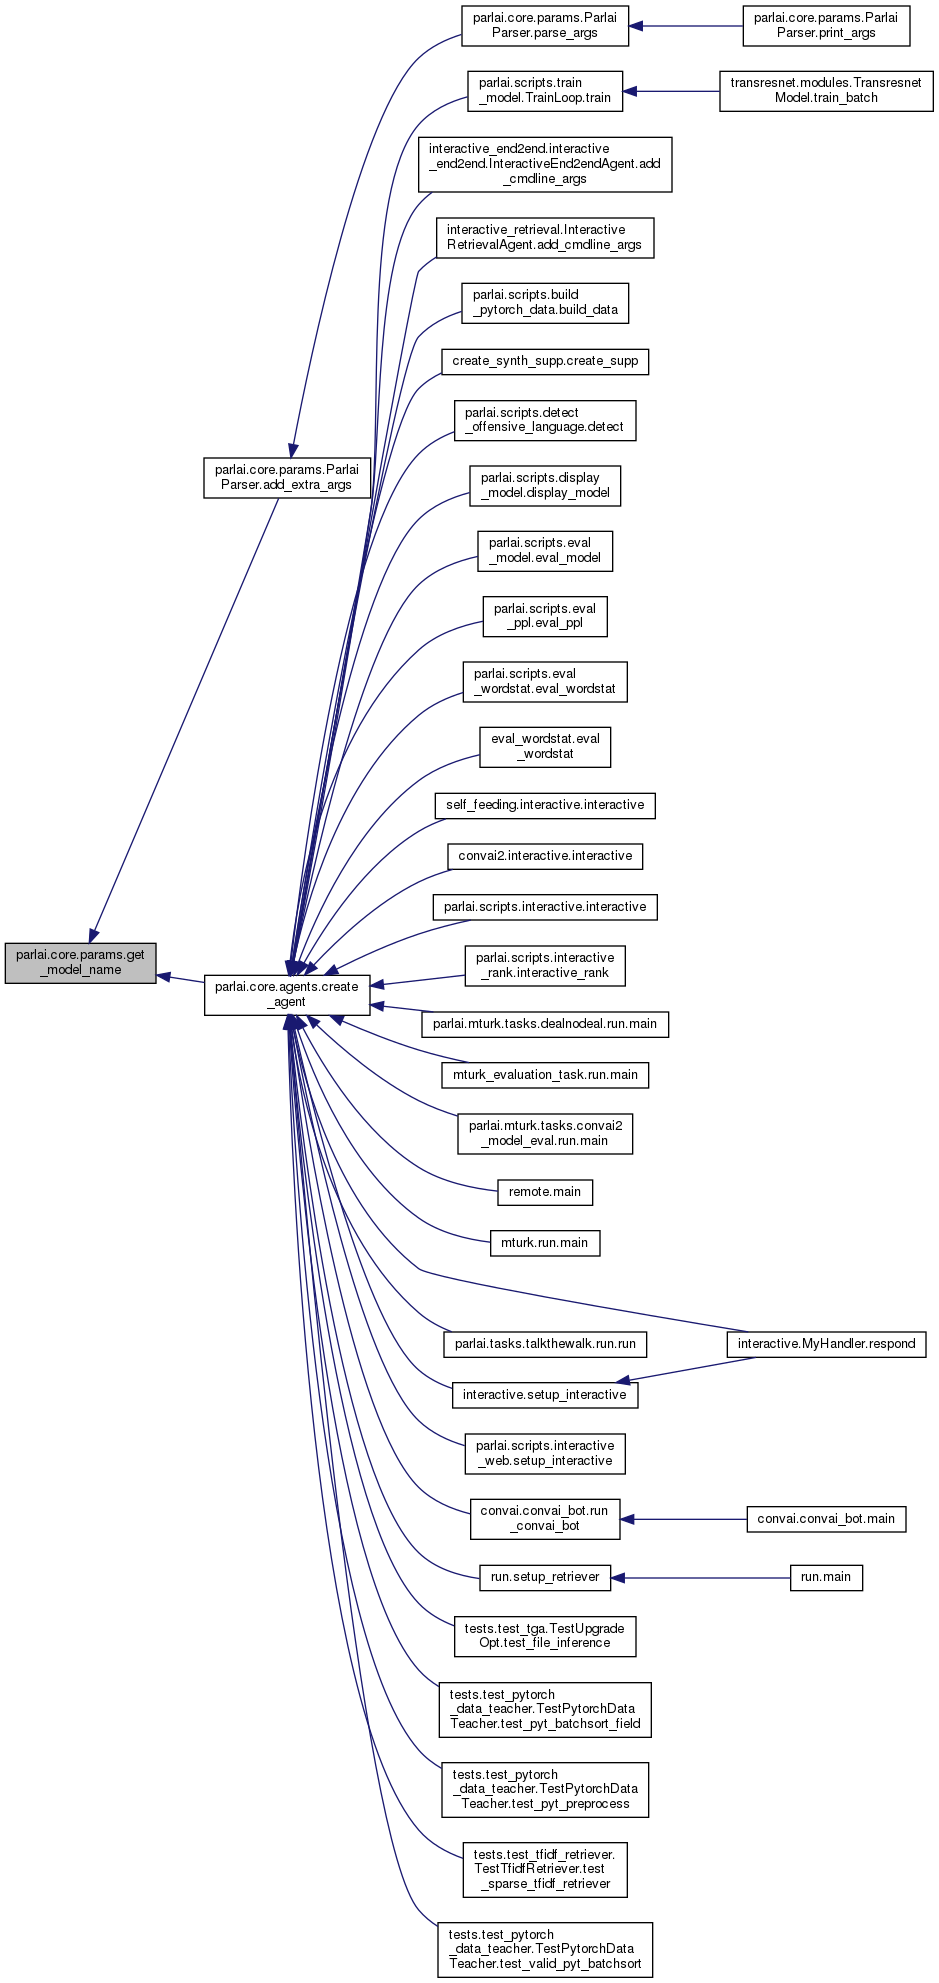 parlai.core.params.Parlai
Parser.parse_args
parlai.core.params.Parlai
Parser.print_args
parlai.scripts.train
_model.TrainLoop.train
transresnet.modules.Transresnet
Model.train_batch
interactive_end2end.interactive
_end2end.InteractiveEnd2endAgent.add
_cmdline_args
interactive_retrieval.Interactive
RetrievalAgent.add_cmdline_args
parlai.scripts.build
_pytorch_data.build_data
create_synth_supp.create_supp
parlai.scripts.detect
_offensive_language.detect
parlai.core.params.Parlai
Parser.add_extra_args
parlai.scripts.display
_model.display_model
parlai.scripts.eval
_model.eval_model
parlai.scripts.eval
_ppl.eval_ppl
parlai.scripts.eval
_wordstat.eval_wordstat
eval_wordstat.eval
_wordstat
self_feeding.interactive.interactive
convai2.interactive.interactive
parlai.scripts.interactive.interactive
parlai.core.params.get
_model_name
parlai.core.agents.create
_agent
parlai.scripts.interactive
_rank.interactive_rank
parlai.mturk.tasks.dealnodeal.run.main
mturk_evaluation_task.run.main
parlai.mturk.tasks.convai2
_model_eval.run.main
remote.main
mturk.run.main
parlai.tasks.talkthewalk.run.run
interactive.MyHandler.respond
interactive.setup_interactive
parlai.scripts.interactive
_web.setup_interactive
convai.convai_bot.run
_convai_bot
convai.convai_bot.main
run.setup_retriever
run.main
tests.test_tga.TestUpgrade
Opt.test_file_inference
tests.test_pytorch
_data_teacher.TestPytorchData
Teacher.test_pyt_batchsort_field
tests.test_pytorch
_data_teacher.TestPytorchData
Teacher.test_pyt_preprocess
tests.test_tfidf_retriever.
TestTfidfRetriever.test
_sparse_tfidf_retriever
tests.test_pytorch
_data_teacher.TestPytorchData
Teacher.test_valid_pyt_batchsort